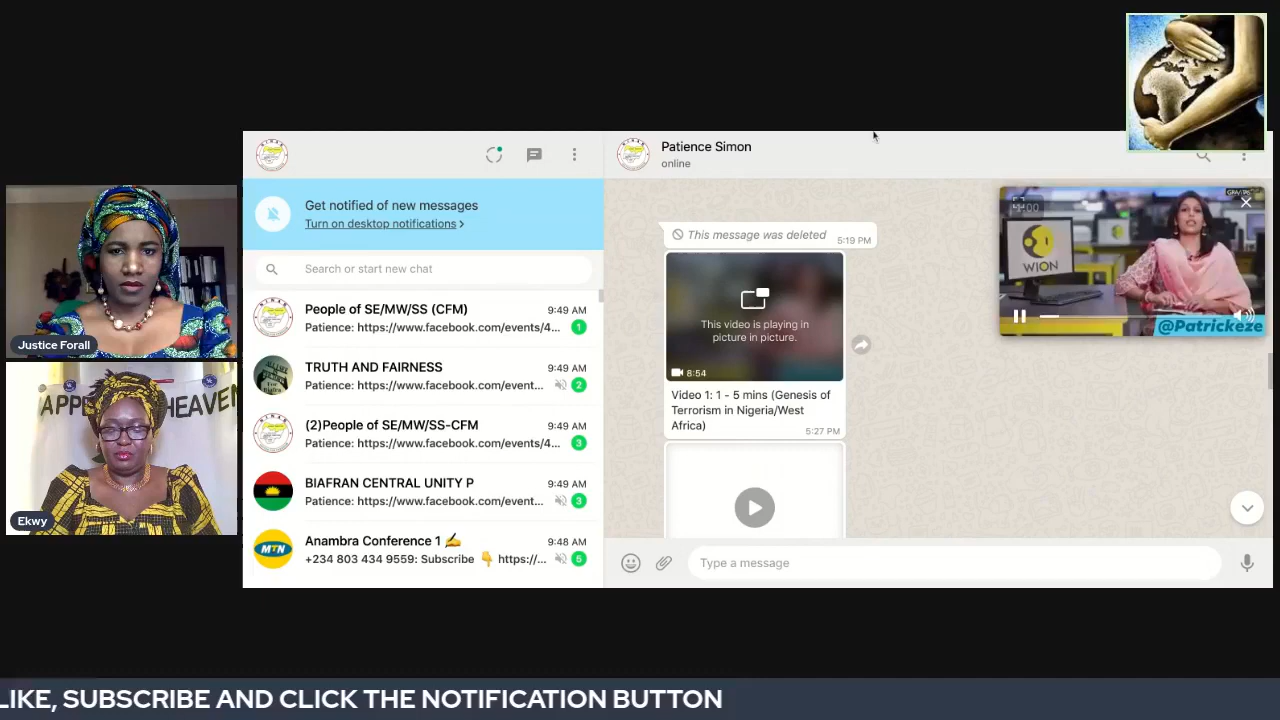 Justice Forall
APP HEAVEN
Ekwy
Get notified of new messages
Turn on desktop notifications >
Search or start new chat
People of SE/MW/SS (CFM) 9:49 AM
Patience: https://www.facebook.com/events/4... 1
TRUTH AND FAIRNESS 9:49 AM
Patience: https://www.facebook.com/event... 2
(2)People of SE/MW/SS-CFM 9:49 AM
Patience: https://www.facebook.com/events/4... 3
BIAFRAN CENTRAL UNITY P 9:49 AM
Patience: https://www.facebook.com/event... 3
MTN
Anambra Conference 1 ✍ 9:48 AM
+234 803 434 9559: Subscribe 👇 https:/... 5
Patience Simon
online
This message was deleted 5:19 PM
This video is playing in
picture in picture.
8:54
Video 1: 1 - 5 mins (Genesis of
Terrorism in Nigeria/West
Africa)
5:27 PM
WION
@Patrickeze
Type a message
LIKE, SUBSCRIBE AND CLICK THE NOTIFICATION BUTTON